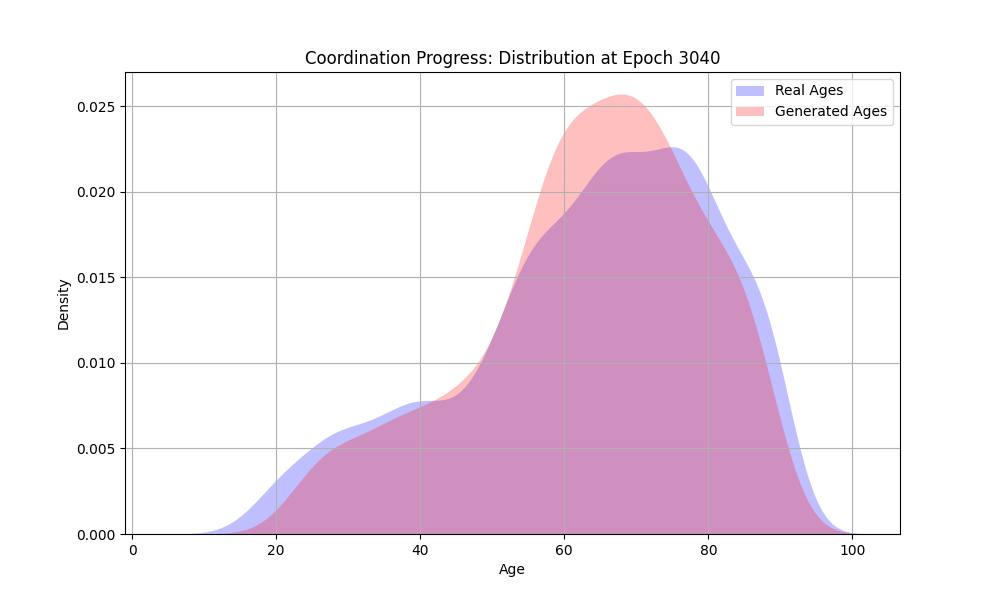 Coordination Progress: Distribution at Epoch 3040
Real Ages
Generated Ages
0.025
0.020
0.015
0.010
0.005
0.000
Density
0
20
40
60
80
100
Age